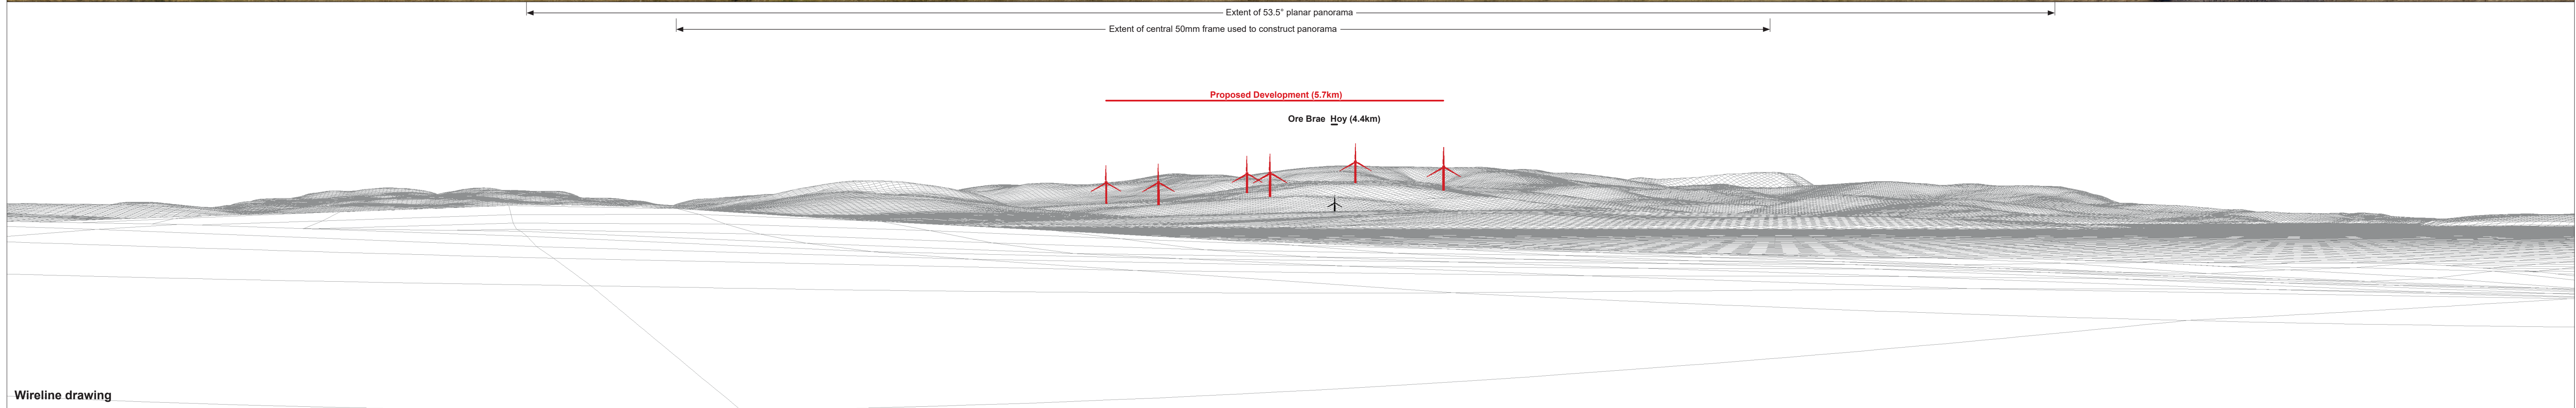 Extent of 53.5° planar panorama
Extent of central 50mm frame used to construct panorama
Proposed Development (5.7km)
Ore Brae Hoy (4.4km)
Wireline drawing